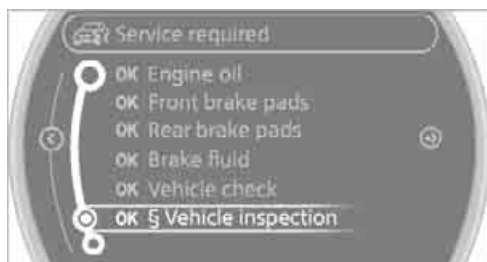 Service required
OK Engine oil
OK Front brake pads
OK Rear brake pads
OK Brake fluid
OK Vehicle check
OK § Vehicle inspection